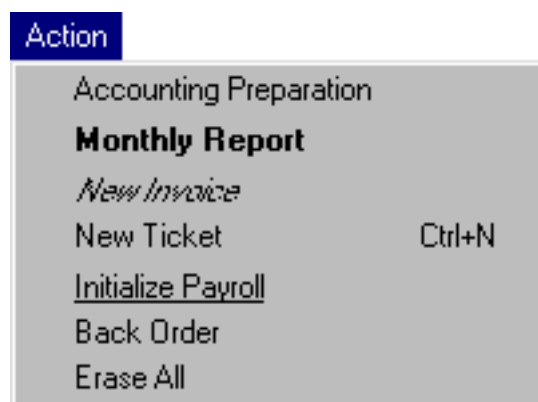 Action
Accounting Preparation
Monthly Report
New Invoice
New Ticket Ctrl+N
Initialize Payroll
Back Order
Erase All